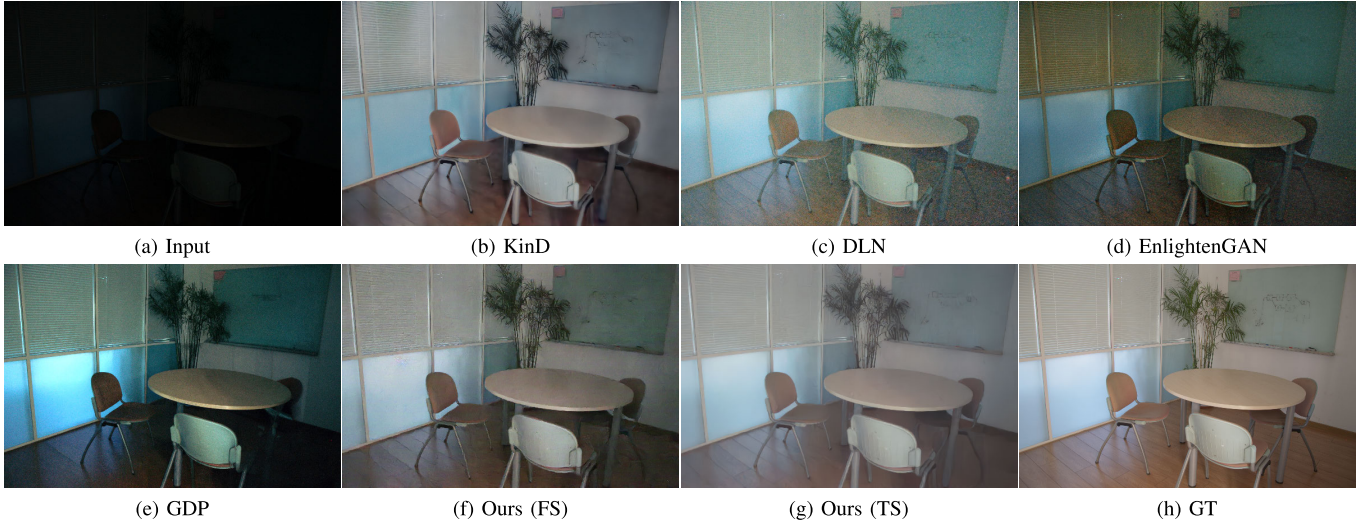 (a) Input
(b) KinD
(c) DLN
(d) EnlightenGAN
(e) GDP
(f) Ours (FS)
(g) Ours (TS)
(h) GT